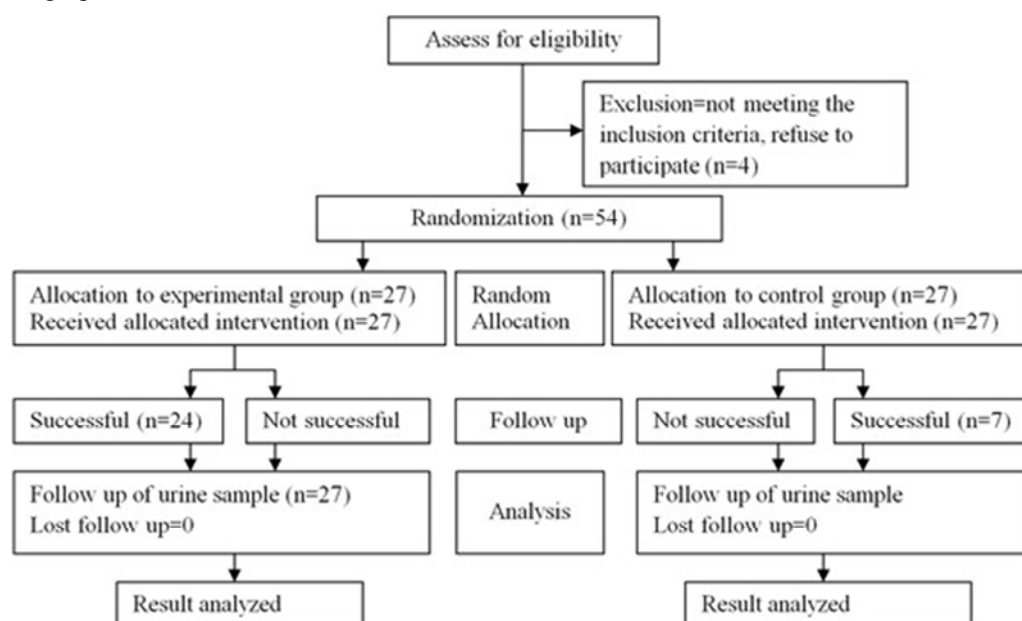 Assess for eligibility
Exclusion=not meeting the
inclusion criteria, refuse to
participate (n=4)
Randomization (n=54)
Allocation to experimental group (n=27)
Received allocated intervention (n=27)
Random
Allocation
Allocation to control group (n=27)
Received allocated intervention (n=27)
Successful (n=24)
Not successful
Follow up
Not successful
Successful (n=7)
Follow up of urine sample (n=27)
Lost follow up=0
Analysis
Follow up of urine sample
Lost follow up=0
Result analyzed
Result analyzed